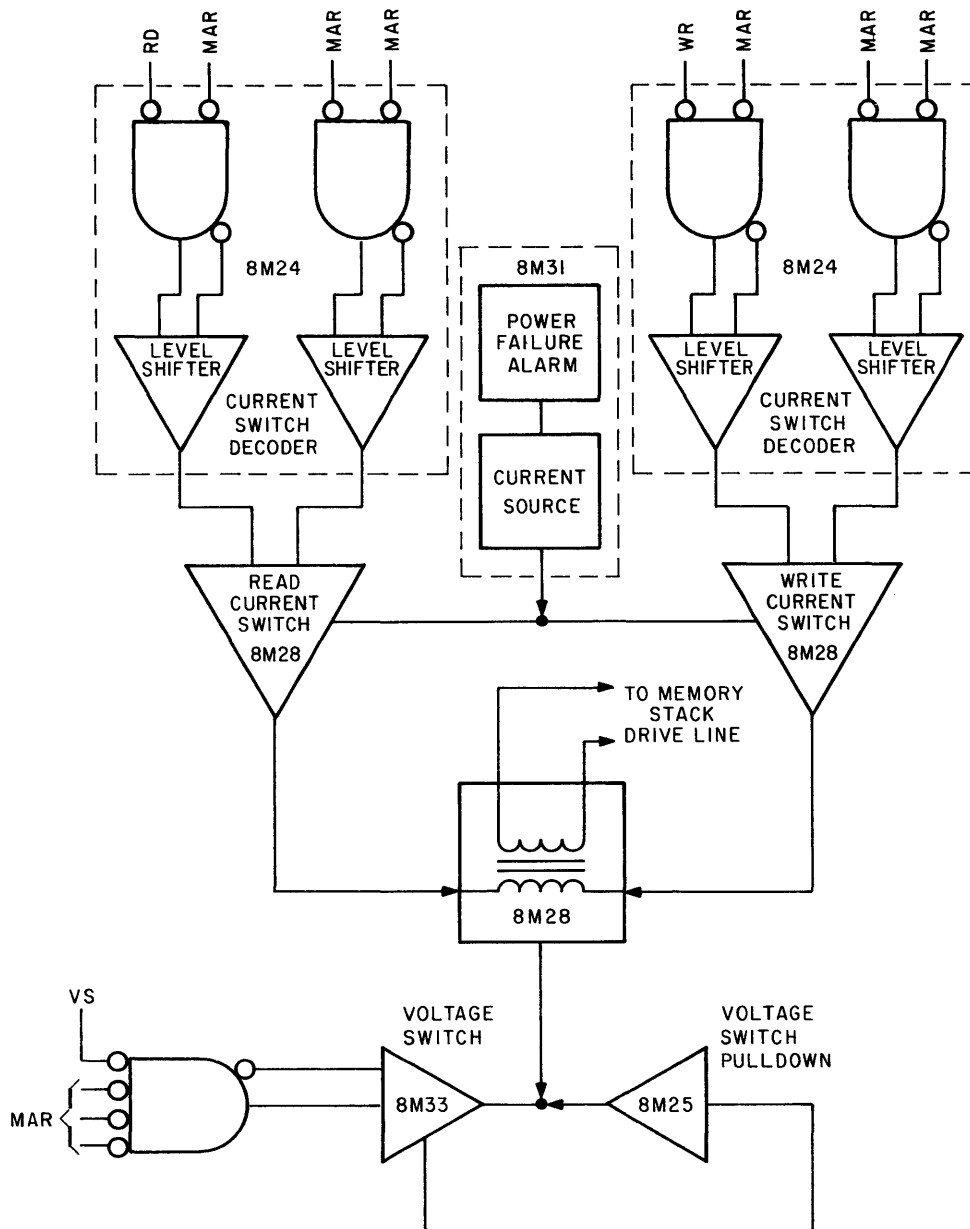 RD
MAR
MAR
MAR
WR
MAR
MAR
MAR
8M24
LEVEL
SHIFTER
LEVEL
SHIFTER
CURRENT
SWITCH
DECODER
8M31
POWER
FAILURE
ALARM
CURRENT
SOURCE
8M24
LEVEL
SHIFTER
LEVEL
SHIFTER
CURRENT
SWITCH
DECODER
READ
CURRENT
SWITCH
8M28
WRITE
CURRENT
SWITCH
8M28
TO MEMORY
STACK
DRIVE LINE
8M28
VS
MAR
VOLTAGE
SWITCH
8M33
VOLTAGE
SWITCH
PULLDOWN
8M25